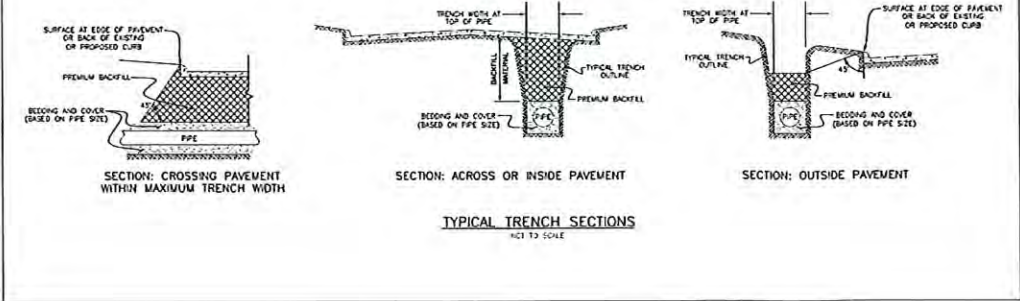 SURFACE AT EDGE OF PAVEMENT
OR BACK OF EXISTING
OR PROPOSED CURB
PREMIUM BACKFILL
45°
BEDDING AND COVER
(BASED ON PIPE SIZE)
PIPE
SECTION: CROSSING PAVEMENT
WITHIN MAXIMUM TRENCH WIDTH
TRENCH WIDTH AT
TOP OF PIPE
BACKFILL
MATERIAL
TYPICAL TRENCH
OUTLINE
PREMIUM BACKFILL
BEDDING AND COVER
(BASED ON PIPE SIZE)
PIPE
SECTION: ACROSS OR INSIDE PAVEMENT
TRENCH WIDTH AT
TOP OF PIPE
SURFACE AT EDGE OF PAVEMENT
OR BACK OF EXISTING
OR PROPOSED CURB
TYPICAL TRENCH
OUTLINE
45°
PREMIUM BACKFILL
PIPE
BEDDING AND COVER
(BASED ON PIPE SIZE)
SECTION: OUTSIDE PAVEMENT
TYPICAL TRENCH SECTIONS
NOT TO SCALE